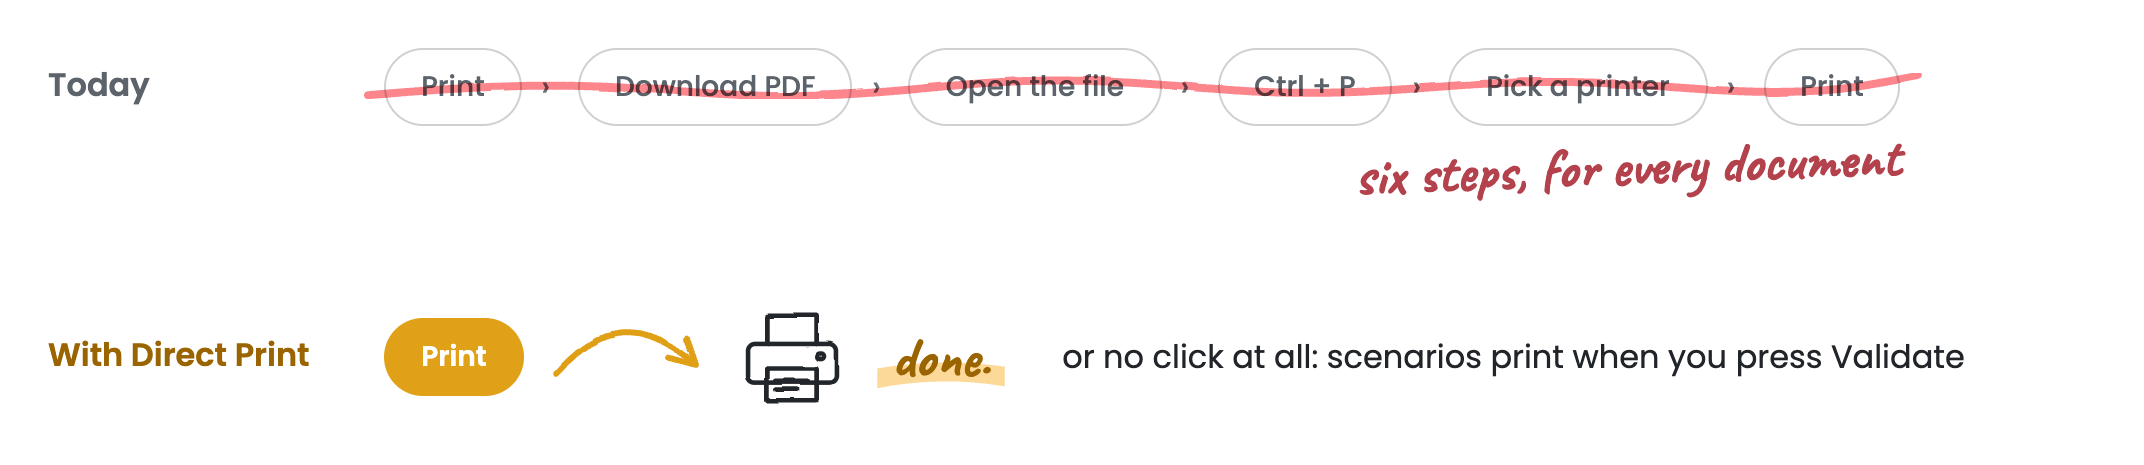 Today Print › Download PDF › Open the file › Ctrl + P › Pick a printer › Print
six steps, for every document
With Direct Print Print done. or no click at all: scenarios print when you press Validate